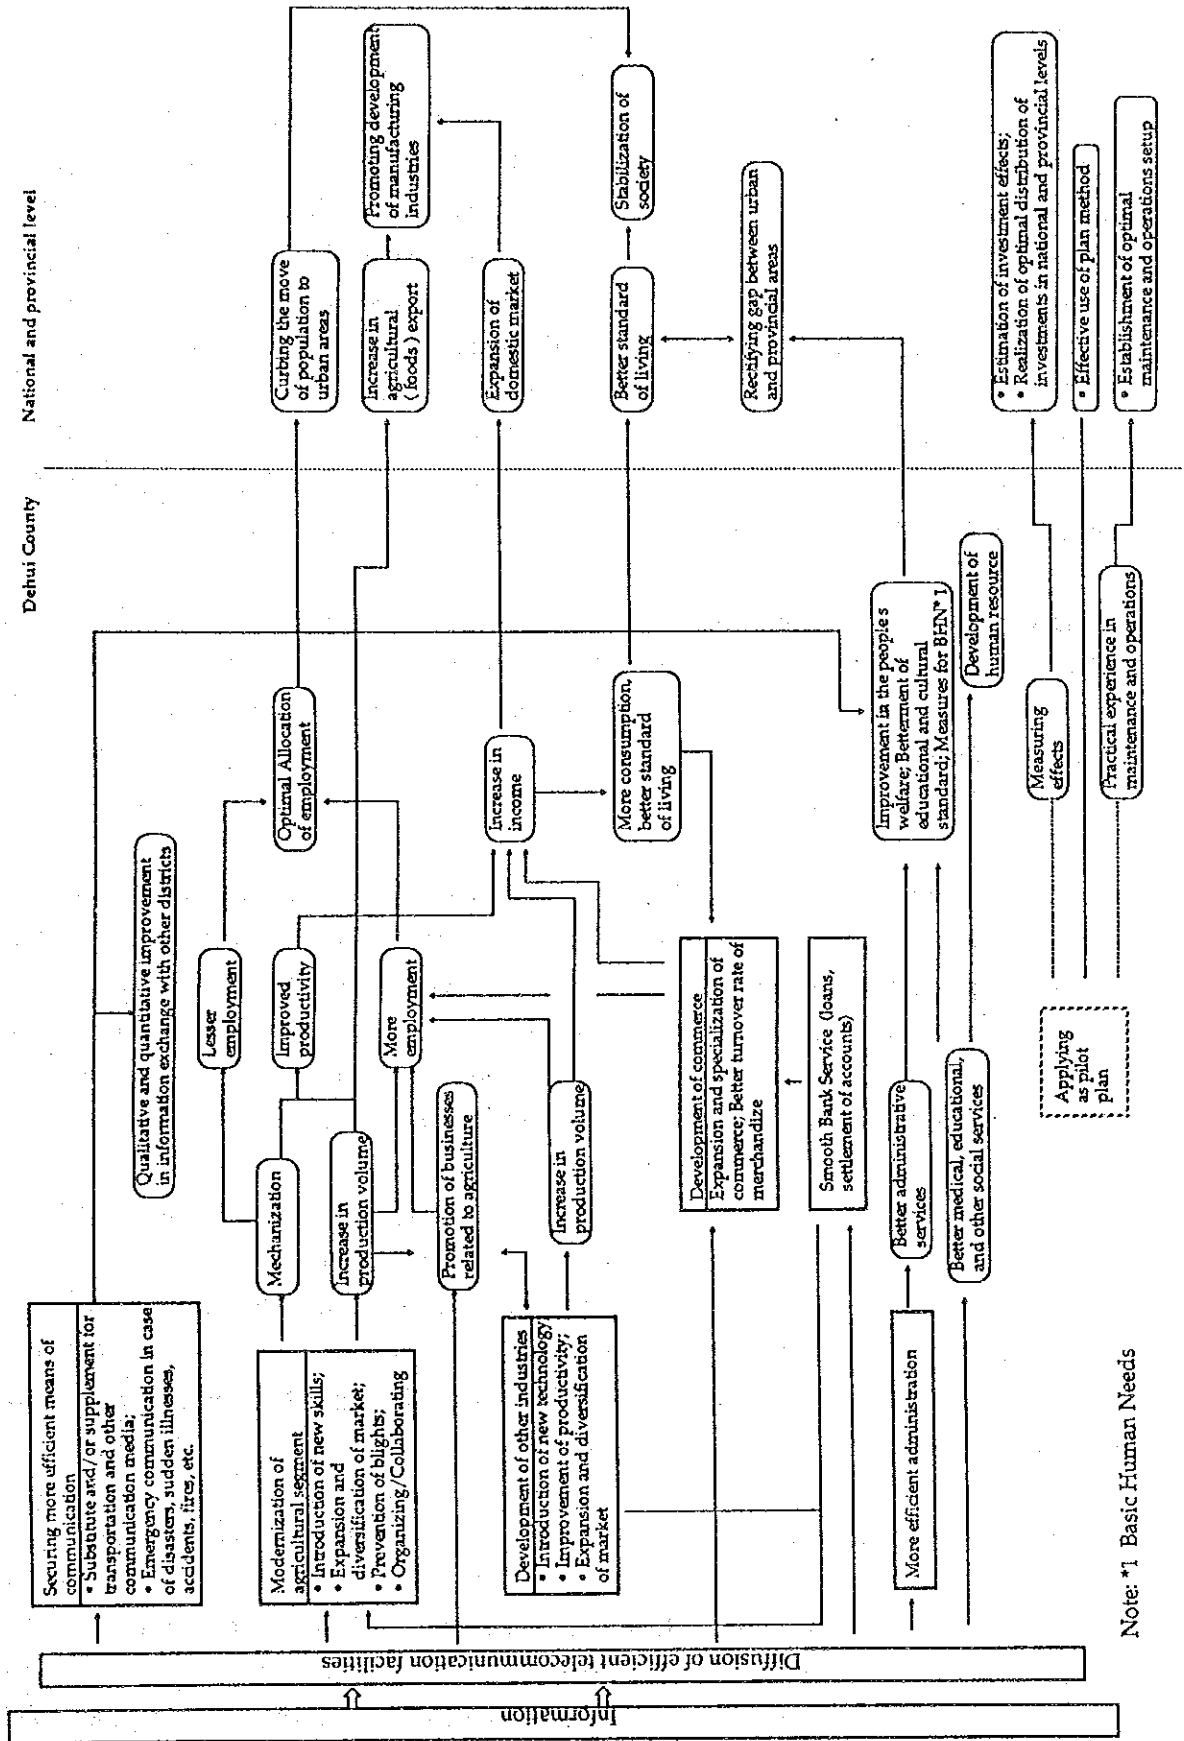 Dehui County
National and provincial level
Information
Diffusion of efficient telecommunication facilities
Securing more efficient means of
communication
• Substitute and/or supplement for
transportation and other
communication media;
• Emergency communication in case
of disasters, sudden illnesses,
accidents, fires, etc.
Qualitative and quantitative improvement
in information exchange with other districts
Modernization of
agricultural segment
• Introduction of new skills;
• Expansion and
diversification of market;
• Prevention of blights;
• Organizing/Collaborating
Mechanization
Increase in
production volume
Promotion of businesses
related to agriculture
Lesser
employment
Improved
productivity
More
employment
Optimal Allocation
of employment
Curbing the move
of population to
urban areas
Increase in
agricultural
(foods) export
Promoting development
of manufacturing
industries
Development of other industries
• Introduction of new technology;
• Improvement of productivity;
• Expansion and diversification
of market
Increase in
production volume
Increase in
income
Expansion of
domestic market
More consumption,
better standard
of living
Better standard
of living
Stabilization of
society
Development of commerce
Expansion and specialization of
commerce; Better turnover rate of
merchandize
Smooth Bank Service (loans,
settlement of accounts)
Rectifying gap between urban
and provincial areas
More efficient administration
Better administrative
services
Better medical, educational,
and other social services
Improvement in the people s
welfare; Betterment of
educational and cultural
standard; Measures for BHN*1
Development of
human resource
Applying
as pilot
plan
Measuring
effects
Practical experience in
maintenance and operations
• Estimation of investment effects;
• Realization of optimal distribution of
investments in national and provincial levels
• Effective use of plan method
• Establishment of optimal
maintenance and operations setup
Note: *1 Basic Human Needs